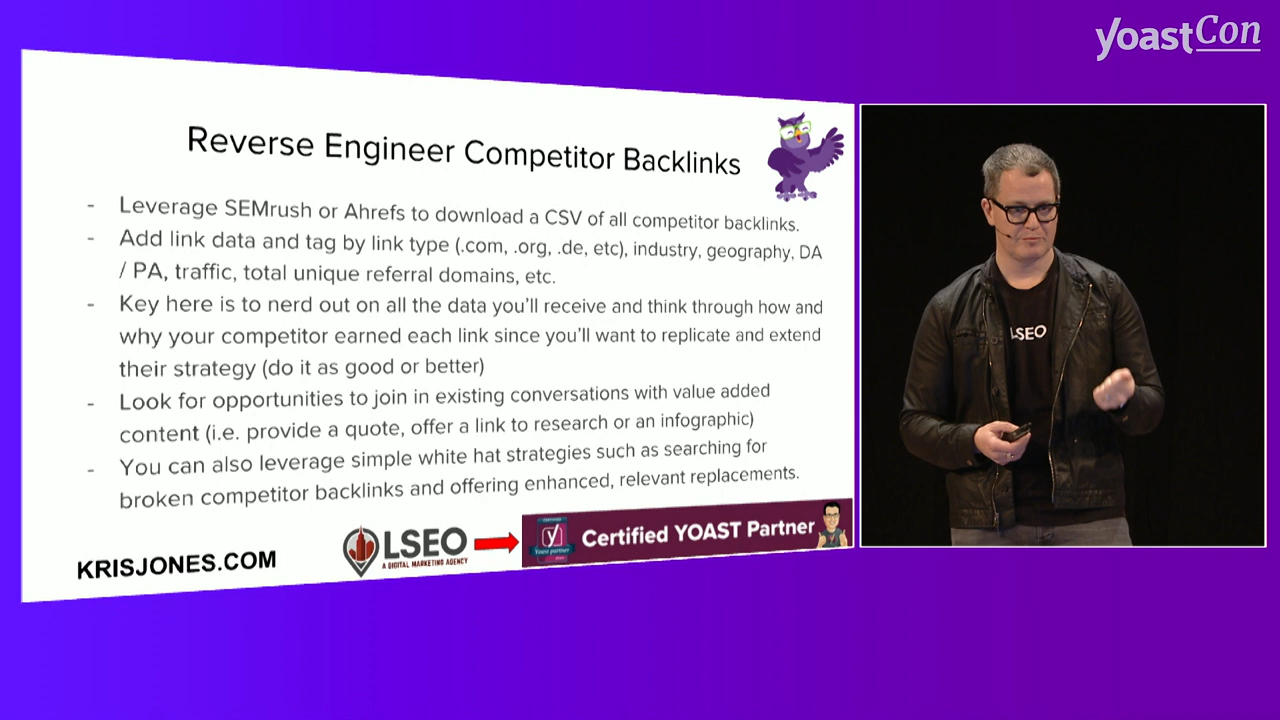 yoastCon
Reverse Engineer Competitor Backlinks
- Leverage SEMrush or Ahrefs to download a CSV of all competitor backlinks.
- Add link data and tag by link type (.com, .org, .de, etc), industry, geography, DA
/ PA, traffic, total unique referral domains, etc.
- Key here is to nerd out on all the data you’ll receive and think through how and
why your competitor earned each link since you’ll want to replicate and extend
their strategy (do it as good or better)
- Look for opportunities to join in existing conversations with value added
content (i.e. provide a quote, offer a link to research or an infographic)
- You can also leverage simple white hat strategies such as searching for
broken competitor backlinks and offering enhanced, relevant replacements.
KRISJONES.COM
LSEO
A DIGITAL MARKETING AGENCY
y
Yoast partner
Certified YOAST Partner
LSEO